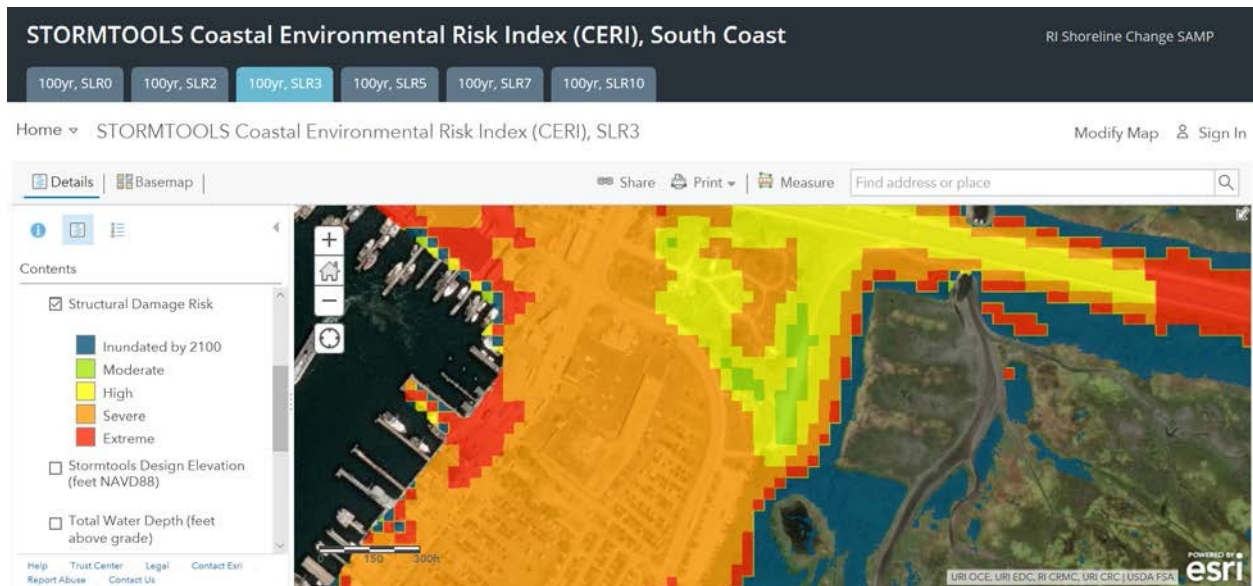 STORMTOOLS Coastal Environmental Risk Index (CERI), South Coast
RI Shoreline Change SAMP
100yr, SLR0
100yr, SLR2
100yr, SLR3
100yr, SLR5
100yr, SLR7
100yr, SLR10
Home
STORMTOOLS Coastal Environmental Risk Index (CERI), SLR3
Modify Map
Sign In
Details
Basemap
Share
Print
Measure
Find address or place
Contents
Structural Damage Risk
Inundated by 2100
Moderate
High
Severe
Extreme
Stormtools Design Elevation
(feet NAVD88)
Total Water Depth (feet
above grade)
Help
Trust Center
Legal
Contact Esri
Report Abuse
Contact Us
0
150
300ft
URI OCE, URI EDC, RI CRMC, URI CRC | USDA FSA
POWERED BY
esri